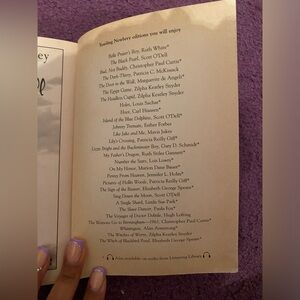 Yearling Newbery editions you will enjoy
Belle Prater's Boy, Ruth White*
The Black Pearl, Scott O'Dell
Bud, Not Buddy, Christopher Paul Curtis*
The Dark-Thirty, Patricia C. McKissack
The Door in the Wall, Marguerite de Angeli*
The Egypt Game, Zilpha Keatley Snyder
The Headless Cupid, Zilpha Keatley Snyder
Holes, Louis Sachar*
Hoot, Carl Hiaasen*
Island of the Blue Dolphins, Scott O'Dell*
Johnny Tremain, Esther Forbes
Like Jake and Me, Mavis Jukes
Lily's Crossing, Patricia Reilly Giff*
Lizzie Bright and the Buckminster Boy, Gary D. Schmidt*
My Father's Dragon, Ruth Stiles Gannett*
Number the Stars, Lois Lowry*
On My Honor, Marion Dane Bauer*
Penny from Heaven, Jennifer L. Holm*
Pictures of Hollis Woods, Patricia Reilly Giff*
The Sign of the Beaver, Elizabeth George Speare*
Sing Down the Moon, Scott O'Dell
A Single Shard, Linda Sue Park*
The Slave Dancer, Paula Fox*
The Voyages of Doctor Dolittle, Hugh Lofting
The Watsons Go to Birmingham—1963, Christopher Paul Curtis*
Whittington, Alan Armstrong*
The Witches of Worm, Zilpha Keatley Snyder
The Witch of Blackbird Pond, Elizabeth George Speare*
Also available on audio from Listening Library